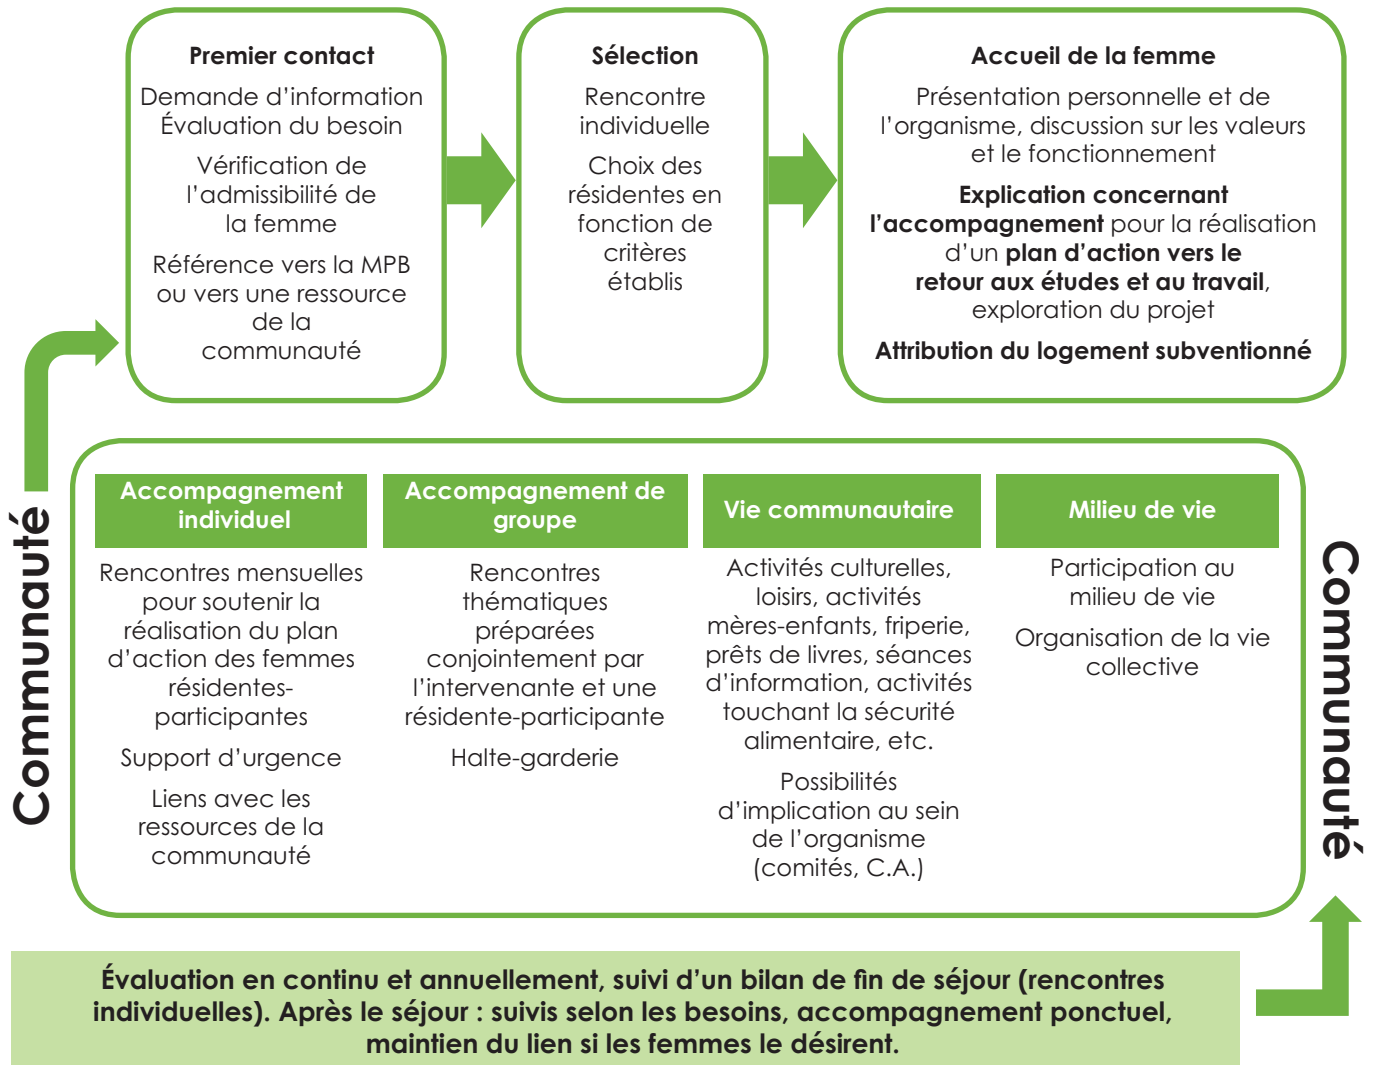 Premier contact
Demande d’information
Évaluation du besoin
Vérification de
l’admissibilité de
la femme
Référence vers la MPB
ou vers une ressource
de la
communauté
Sélection
Rencontre
individuelle
Choix des
résidentes en
fonction de
critères
établis
Accueil de la femme
Présentation personnelle et de
l’organisme, discussion sur les valeurs
et le fonctionnement
Explication concernant
l’accompagnement pour la réalisation
d’un plan d’action vers le
retour aux études et au travail,
exploration du projet
Attribution du logement subventionné
Communauté
Accompagnement
individuel
Rencontres mensuelles
pour soutenir la
réalisation du plan
d’action des femmes
résidentes-
participantes
Support d’urgence
Liens avec les
ressources de la
communauté
Accompagnement de
groupe
Rencontres
thématiques
préparées
conjointement par
l’intervenante et une
résidente-participante
Halte-garderie
Vie communautaire
Activités culturelles,
loisirs, activités
mères-enfants, friperie,
prêts de livres, séances
d’information, activités
touchant la sécurité
alimentaire, etc.
Possibilités
d’implication au sein
de l’organisme
(comités, C.A.)
Milieu de vie
Participation au
milieu de vie
Organisation de la vie
collective
Communauté
Évaluation en continu et annuellement, suivi d’un bilan de fin de séjour (rencontres
individuelles). Après le séjour : suivis selon les besoins, accompagnement ponctuel,
maintien du lien si les femmes le désirent.